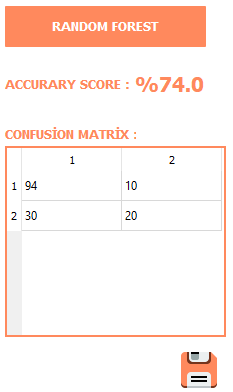 RANDOM FOREST
ACCURARY SCORE : %74.0
CONFUSİON MATRİX :
1 2
1 94 10
2 30 20